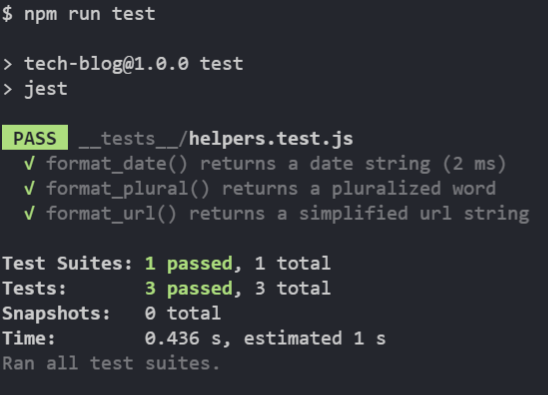 $ npm run test
> tech-blog@1.0.0 test
> jest
PASS __tests__/helpers.test.js
√ format_date() returns a date string (2 ms)
√ format_plural() returns a pluralized word
√ format_url() returns a simplified url string
Test Suites: 1 passed, 1 total
Tests: 3 passed, 3 total
Snapshots: 0 total
Time: 0.436 s, estimated 1 s
Ran all test suites.